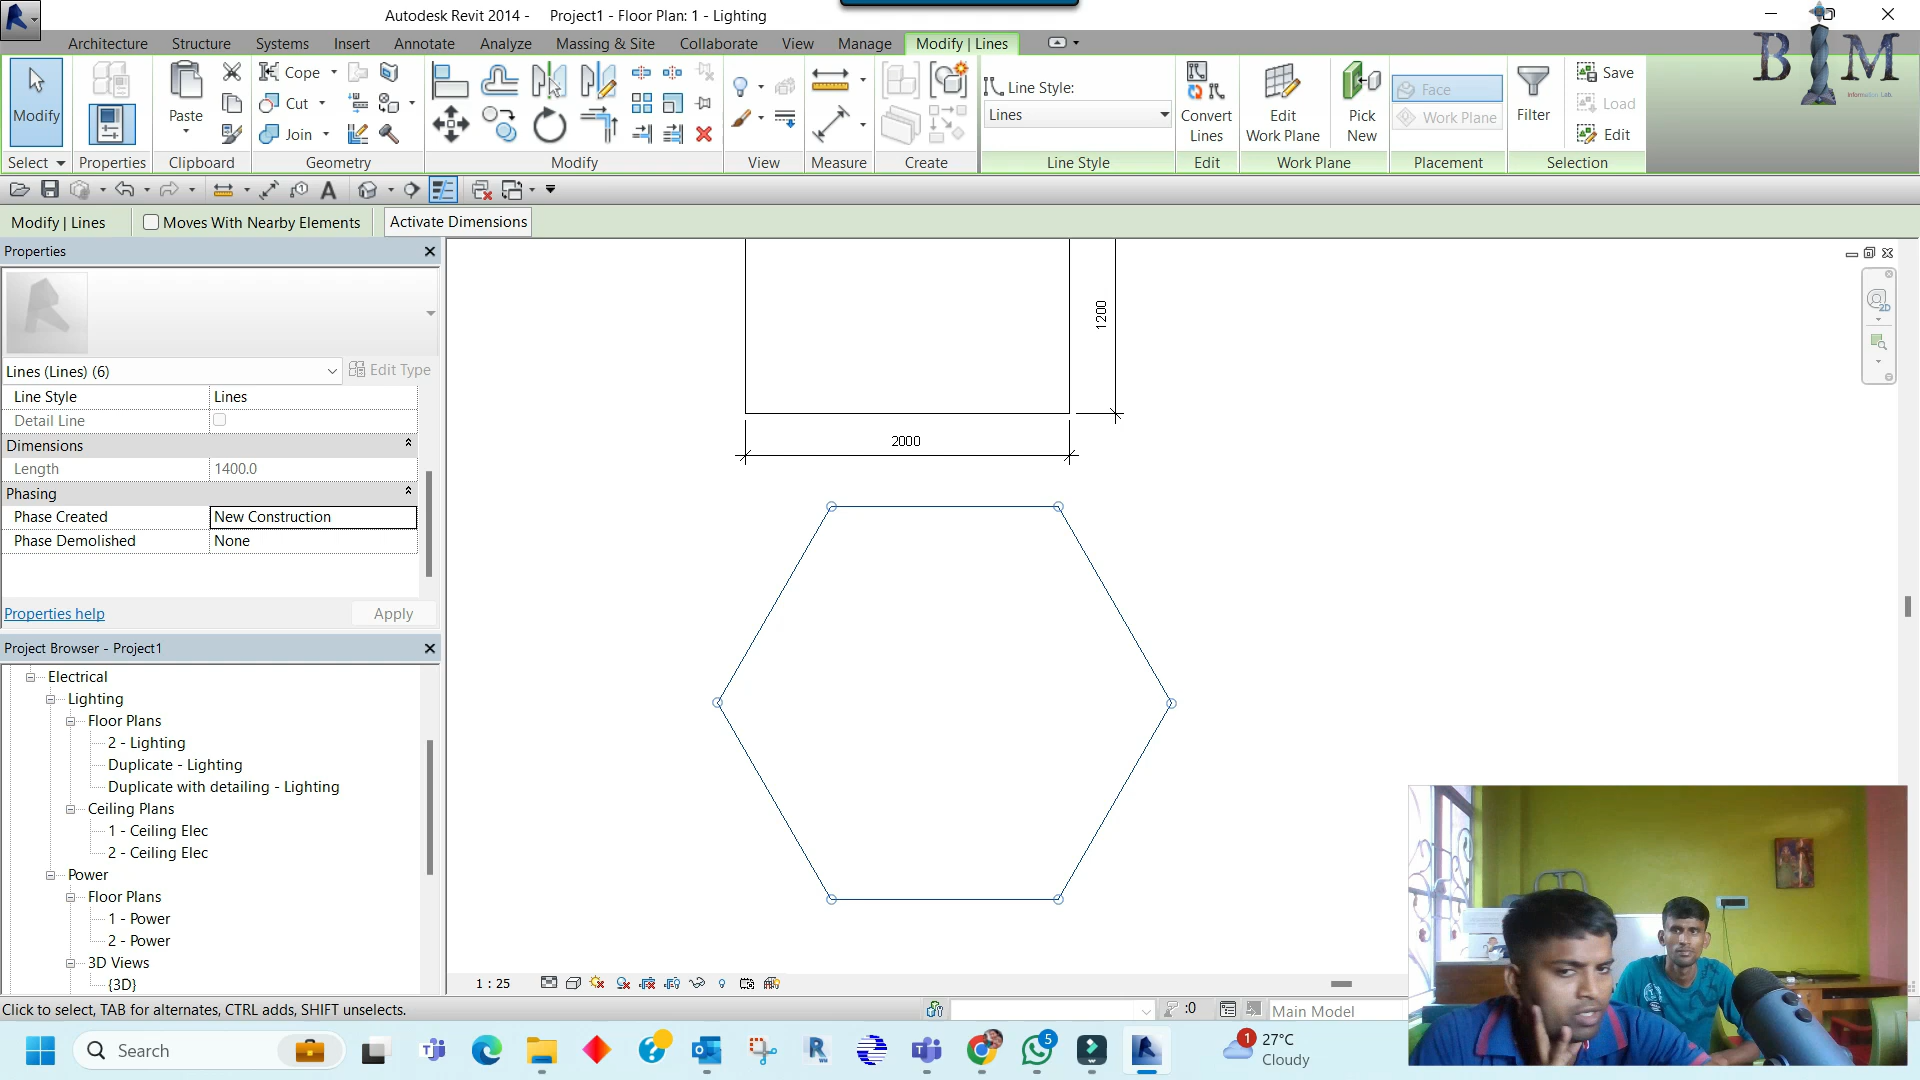 Autodesk Revit 2014 - Project1 - Floor Plan: 1 - Lighting
Architecture Structure Systems Insert Annotate Analyze Massing & Site Collaborate View Manage Modify | Lines
BIM
Information Lab.
Modify
Paste
Cope
Cut
Join
Line Style:
Lines
Convert
Lines
Edit
Work Plane
Pick
New
Face
Work Plane
Filter
Save
Load
Edit
Select Properties Clipboard Geometry Modify View Measure Create Line Style Edit Work Plane Placement Selection
Modify | Lines Moves With Nearby Elements Activate Dimensions
Properties
Lines (Lines) (6) Edit Type
Line Style Lines
Detail Line
Dimensions
Length 1400.0
Phasing
Phase Created New Construction
Phase Demolished None
Properties help Apply
Project Browser - Project1
Electrical
Lighting
Floor Plans
2 - Lighting
Duplicate - Lighting
Duplicate with detailing - Lighting
Ceiling Plans
1 - Ceiling Elec
2 - Ceiling Elec
Power
Floor Plans
1 - Power
2 - Power
3D Views
{3D}
1200
2000
2D
1 : 25
Click to select, TAB for alternates, CTRL adds, SHIFT unselects.
:0
Main Model
Search
5
1
27°C
Cloudy